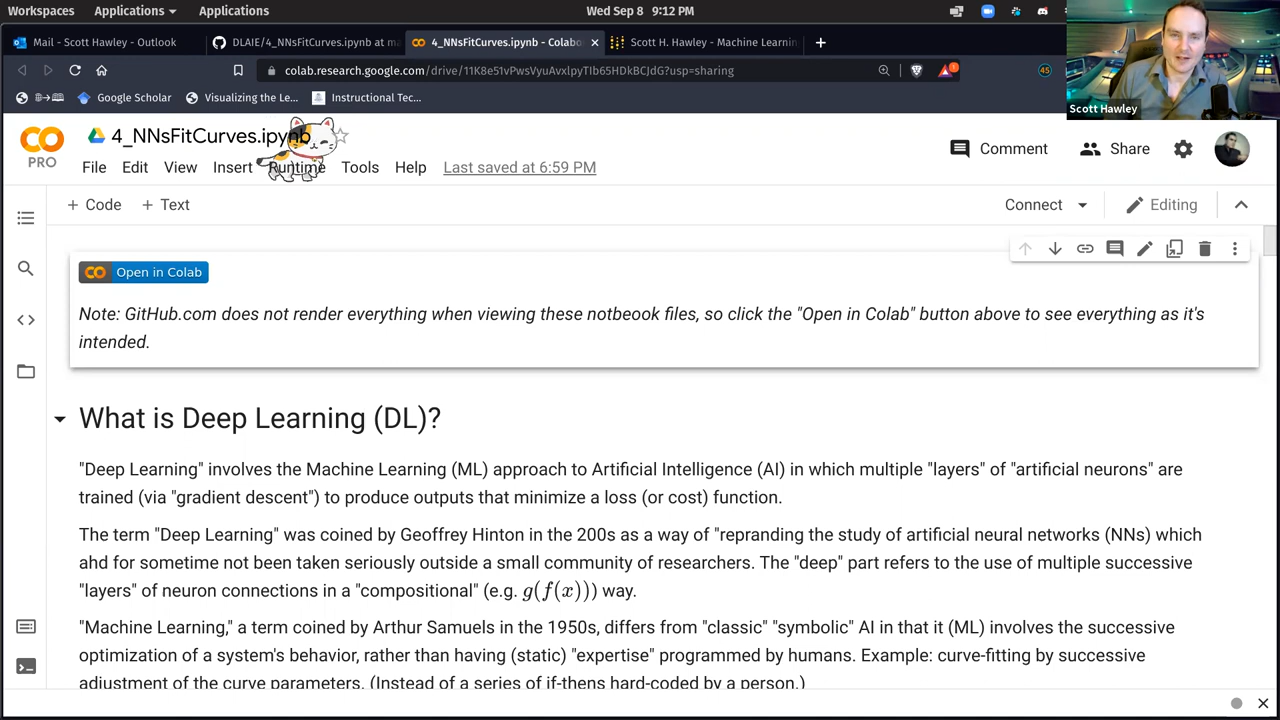 Workspaces
Applications
Applications
Wed Sep 8 9:12 PM
Mail - Scott Hawley - Outlook
DLAIE/4_NNsFitCurves.ipynb at ma
4_NNsFitCurves.ipynb - Colabo
Scott H. Hawley - Machine Learnin
colab.research.google.com/drive/11K8e51vPwsVyuAvxlpyTIb65HDkBCJdG?usp=sharing
45
Google Scholar
Visualizing the Le...
Instructional Tec...
Scott Hawley
4_NNsFitCurves.ipynb
PRO
File Edit View Insert Runtime Tools Help Last saved at 6:59 PM
Comment
Share
+ Code + Text
Connect
Editing
Open in Colab
Note: GitHub.com does not render everything when viewing these notbeook files, so click the "Open in Colab" button above to see everything as it's
intended.
What is Deep Learning (DL)?
"Deep Learning" involves the Machine Learning (ML) approach to Artificial Intelligence (AI) in which multiple "layers" of "artificial neurons" are
trained (via "gradient descent") to produce outputs that minimize a loss (or cost) function.
The term "Deep Learning" was coined by Geoffrey Hinton in the 200s as a way of "repranding the study of artificial neural networks (NNs) which
ahd for sometime not been taken seriously outside a small community of researchers. The "deep" part refers to the use of multiple successive
"layers" of neuron connections in a "compositional" (e.g. g(f(x))) way.
"Machine Learning," a term coined by Arthur Samuels in the 1950s, differs from "classic" "symbolic" AI in that it (ML) involves the successive
optimization of a system's behavior, rather than having (static) "expertise" programmed by humans. Example: curve-fitting by successive
adjustment of the curve parameters. (Instead of a series of if-thens hard-coded by a person.)